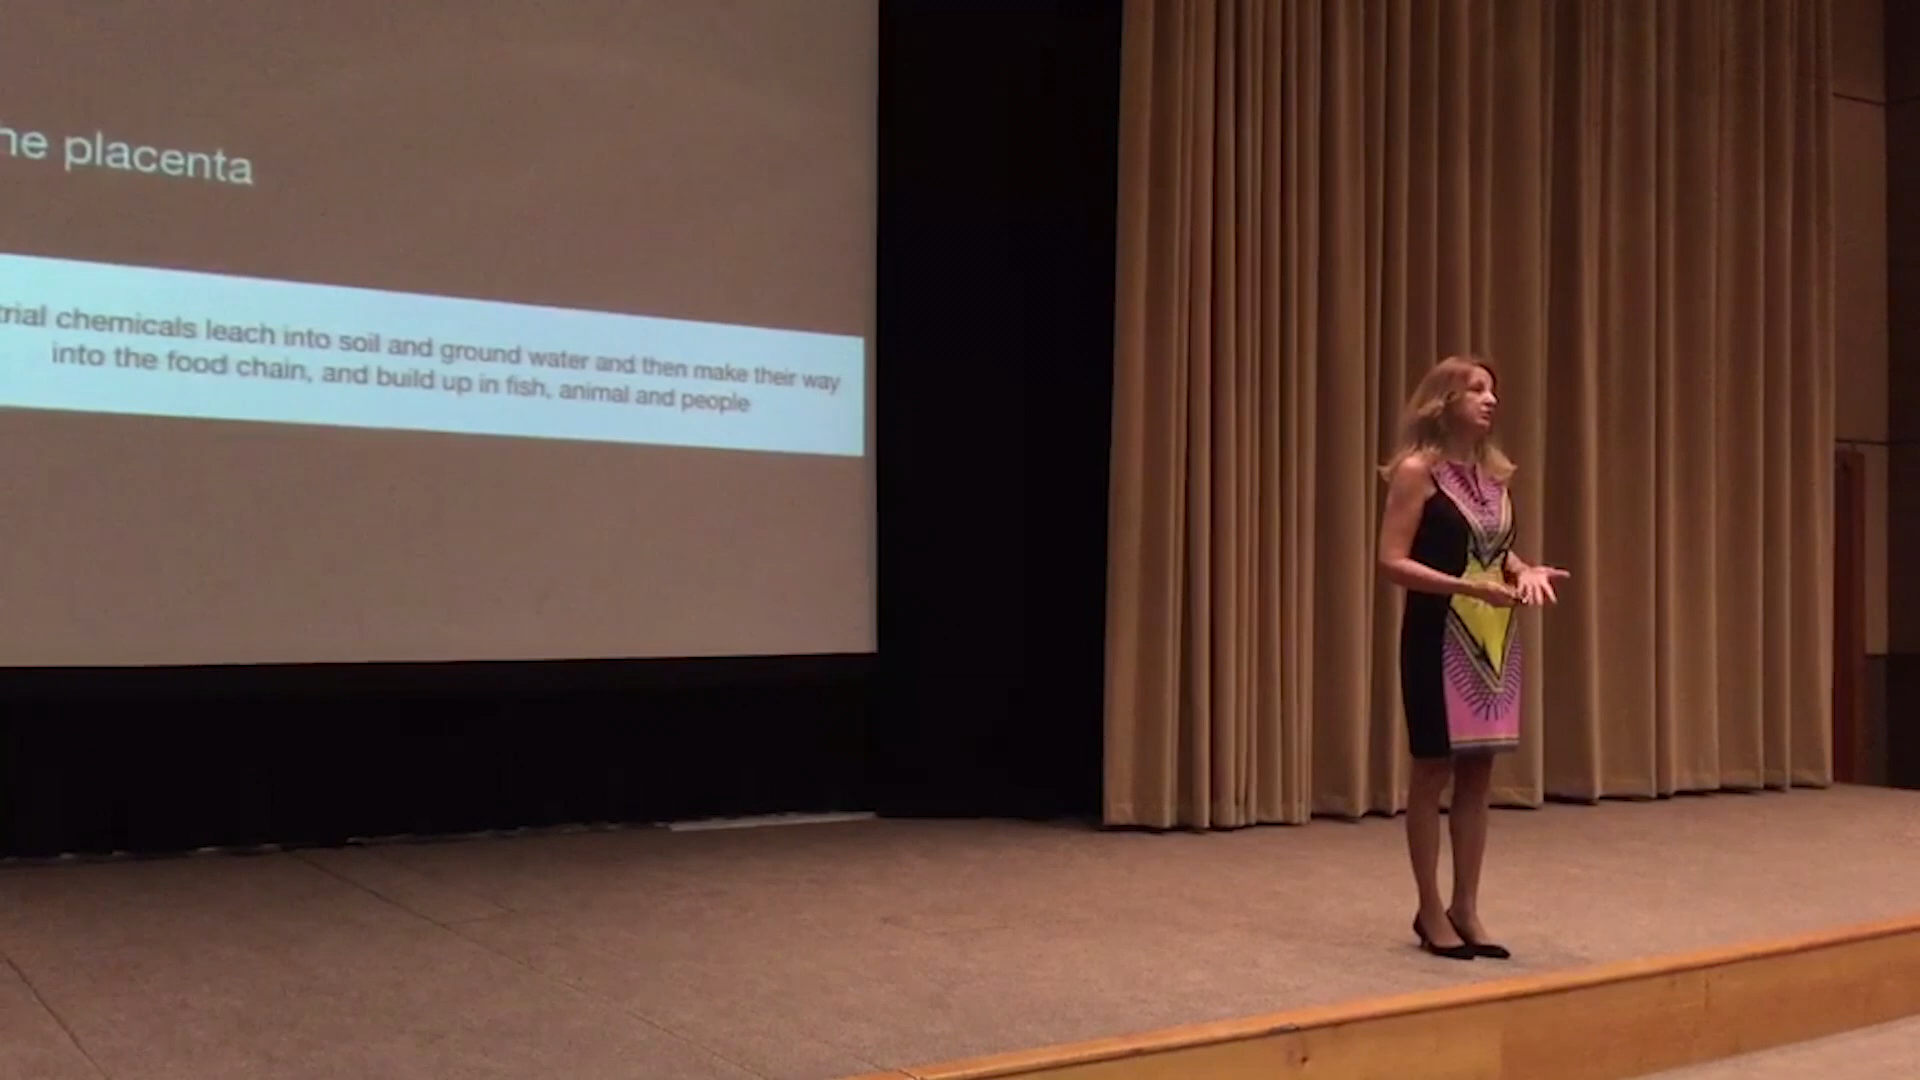 he placenta
trial chemicals leach into soil and ground water and then make their way
into the food chain, and build up in fish, animal and people